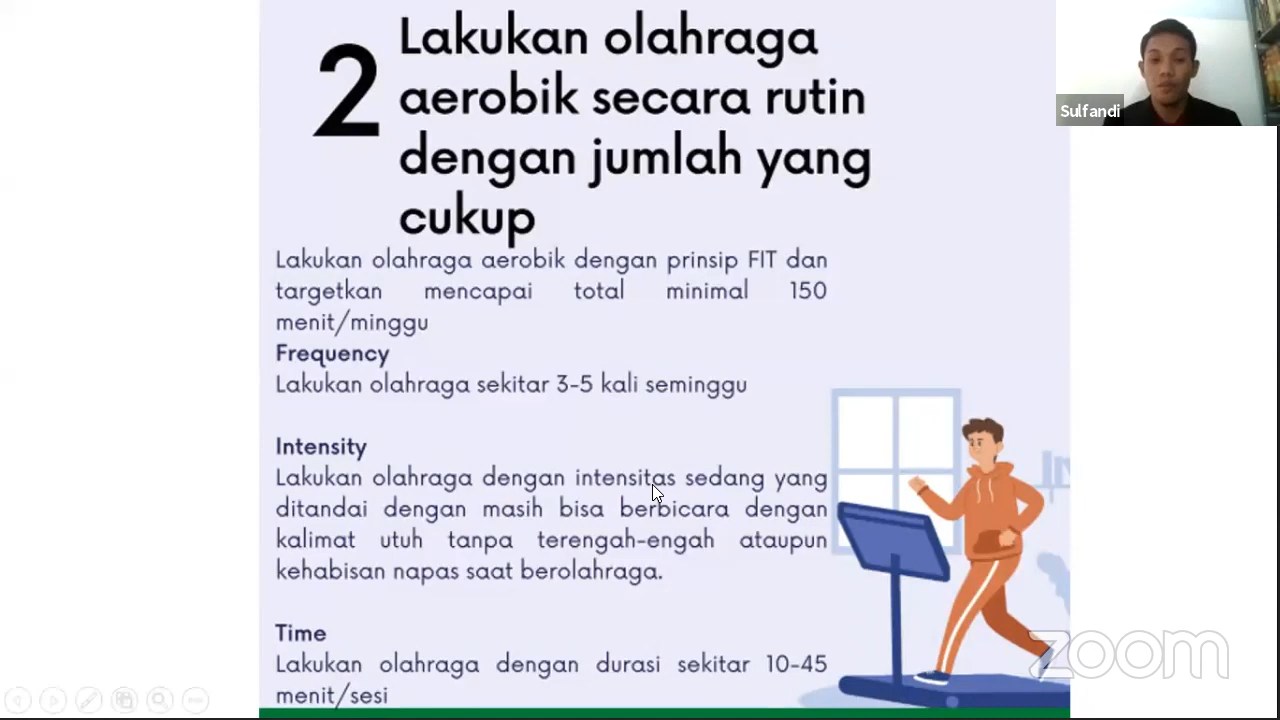 2
Lakukan olahraga
aerobik secara rutin
dengan jumlah yang
cukup
Lakukan olahraga aerobik dengan prinsip FIT dan
targetkan mencapai total minimal 150
menit/minggu
Frequency
Lakukan olahraga sekitar 3-5 kali seminggu
Intensity
Lakukan olahraga dengan intensitas sedang yang
ditandai dengan masih bisa berbicara dengan
kalimat utuh tanpa terengah-engah ataupun
kehabisan napas saat berolahraga.
Time
Lakukan olahraga dengan durasi sekitar 10-45
menit/sesi
Sulfandi
zoom